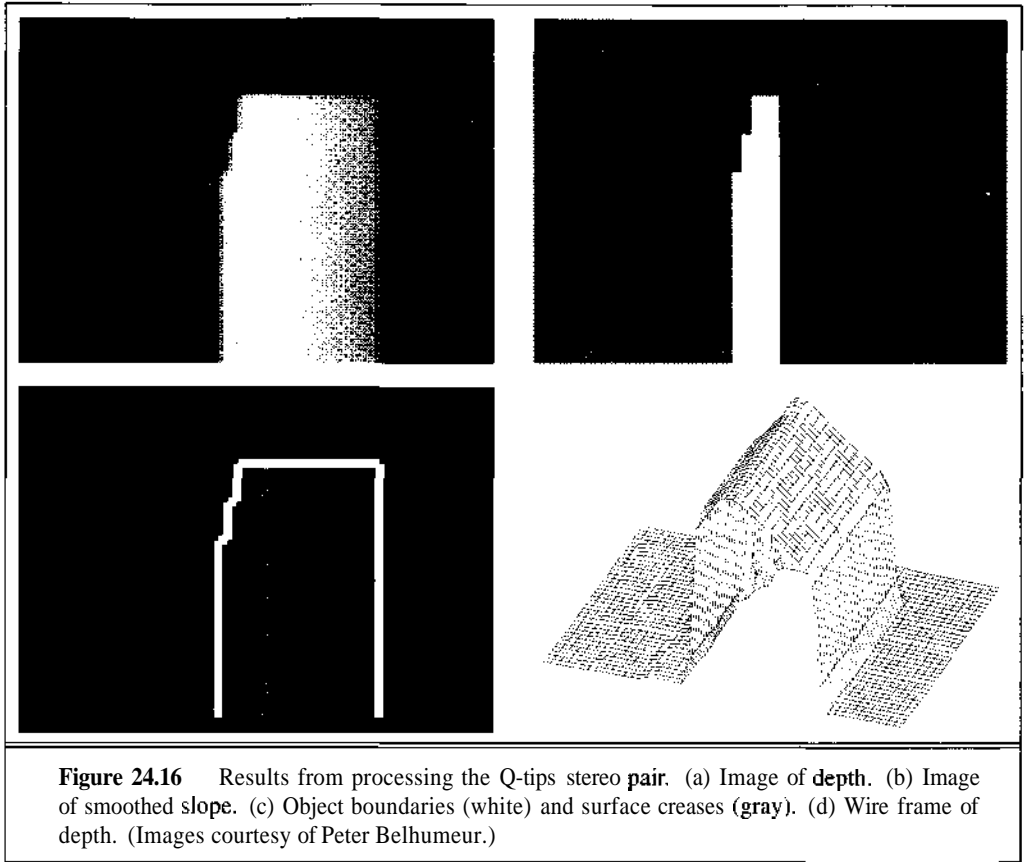 Figure 24.16 Results from processing the Q-tips stereo pair. (a) Image of depth. (b) Image
of smoothed slope. (c) Object boundaries (white) and surface creases (gray). (d) Wire frame of
depth. (Images courtesy of Peter Belhumeur.)